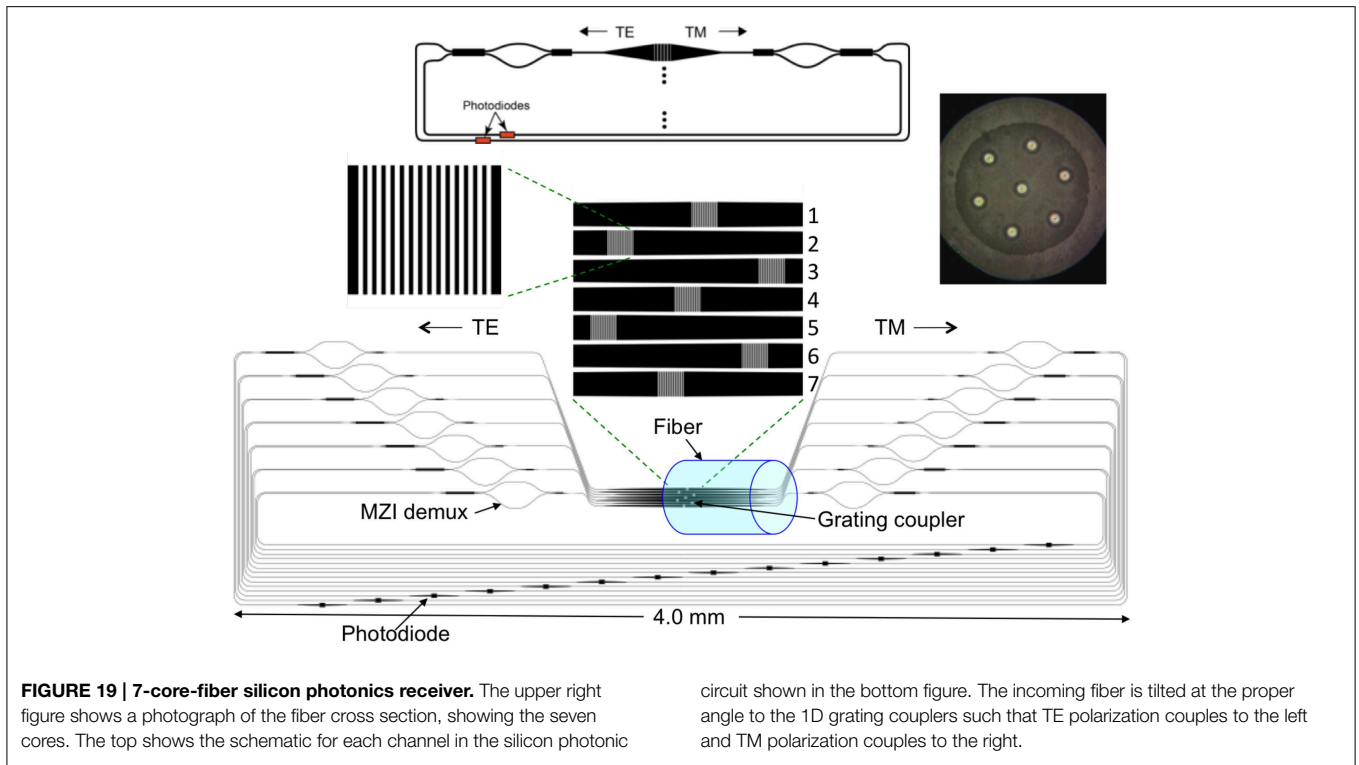 TE TM
Photodiodes
1
2
3
4
5
6
7
TE
TM
Fiber
MZI demux
Grating coupler
4.0 mm
Photodiode
FIGURE 19 | 7-core-fiber silicon photonics receiver. The upper right
figure shows a photograph of the fiber cross section, showing the seven
cores. The top shows the schematic for each channel in the silicon photonic
circuit shown in the bottom figure. The incoming fiber is tilted at the proper
angle to the 1D grating couplers such that TE polarization couples to the left
and TM polarization couples to the right.